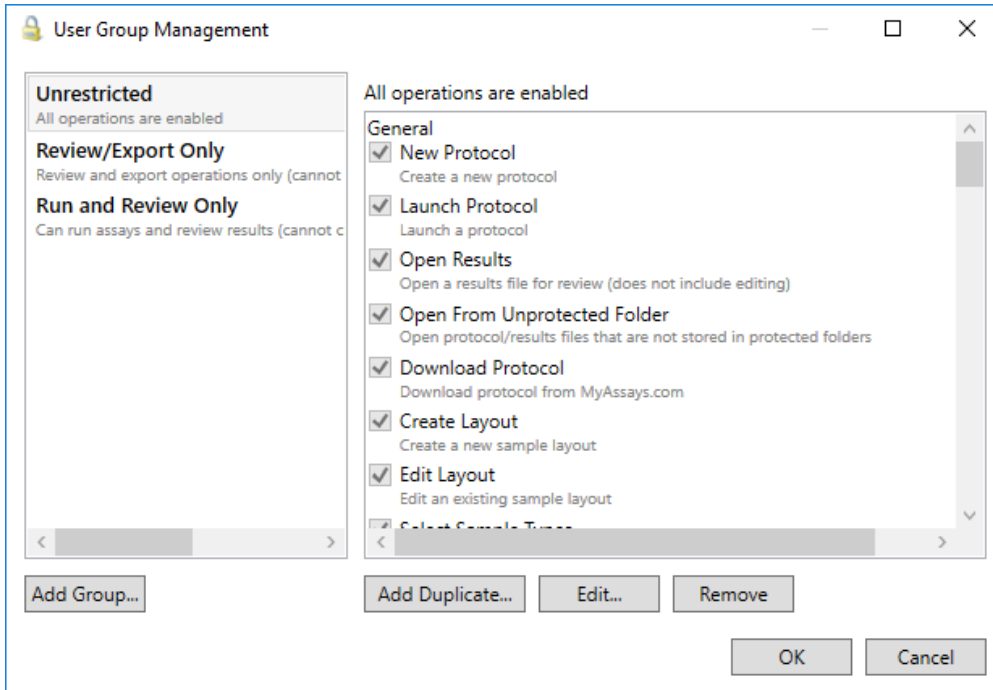 User Group Management
Unrestricted
All operations are enabled
Review/Export Only
Review and export operations only (cannot
Run and Review Only
Can run assays and review results (cannot c
All operations are enabled
General
New Protocol
Create a new protocol
Launch Protocol
Launch a protocol
Open Results
Open a results file for review (does not include editing)
Open From Unprotected Folder
Open protocol/results files that are not stored in protected folders
Download Protocol
Download protocol from MyAssays.com
Create Layout
Create a new sample layout
Edit Layout
Edit an existing sample layout
Select Sample Types
Add Group...
Add Duplicate...
Edit...
Remove
OK
Cancel